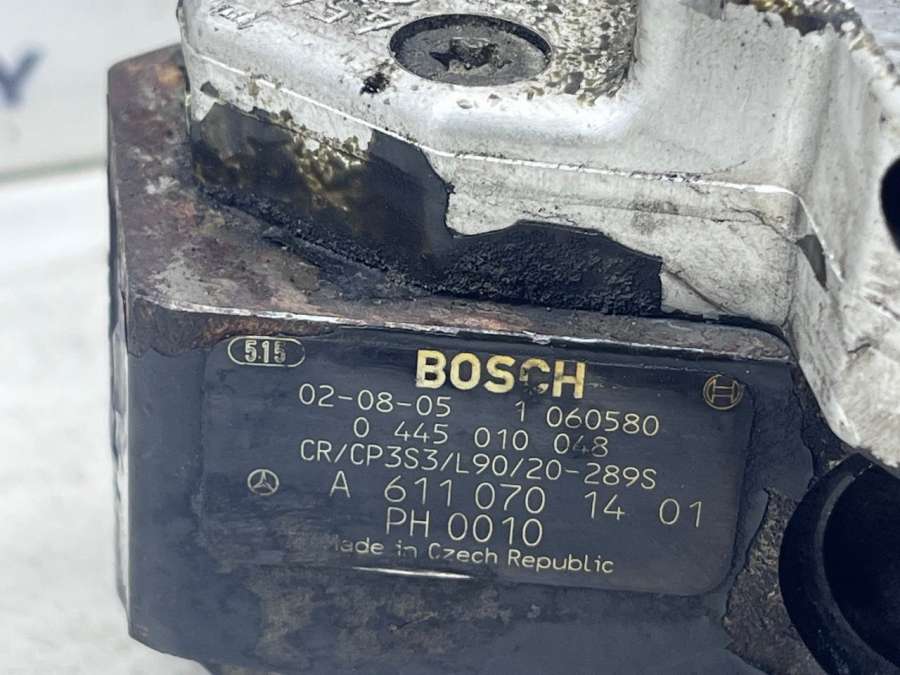 515
BOSCH
02-08-05 1 060580
0 445 010 048
CR/CP3S3/L90/20-289S
A 611 070 14 01
PH 0010
Made in Czech Republic